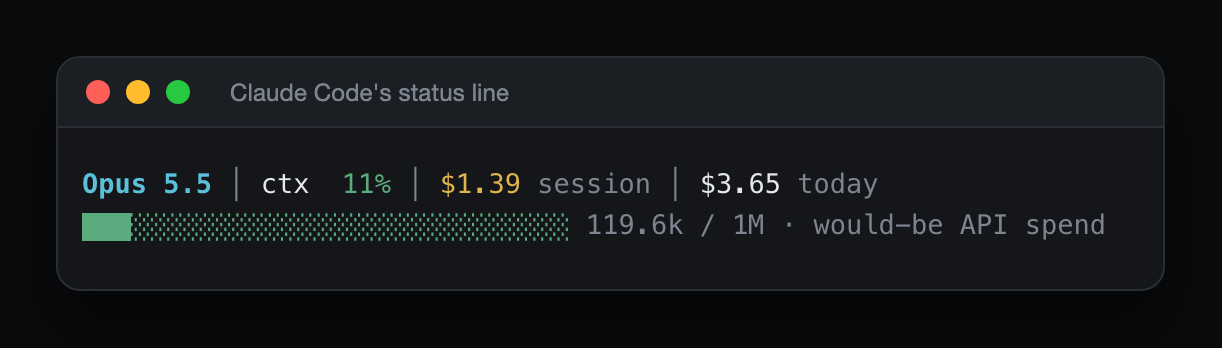 Claude Code's status line
Opus 5.5 │ ctx  11% │ $1.39 session │ $3.65 today
119.6k / 1M · would-be API spend